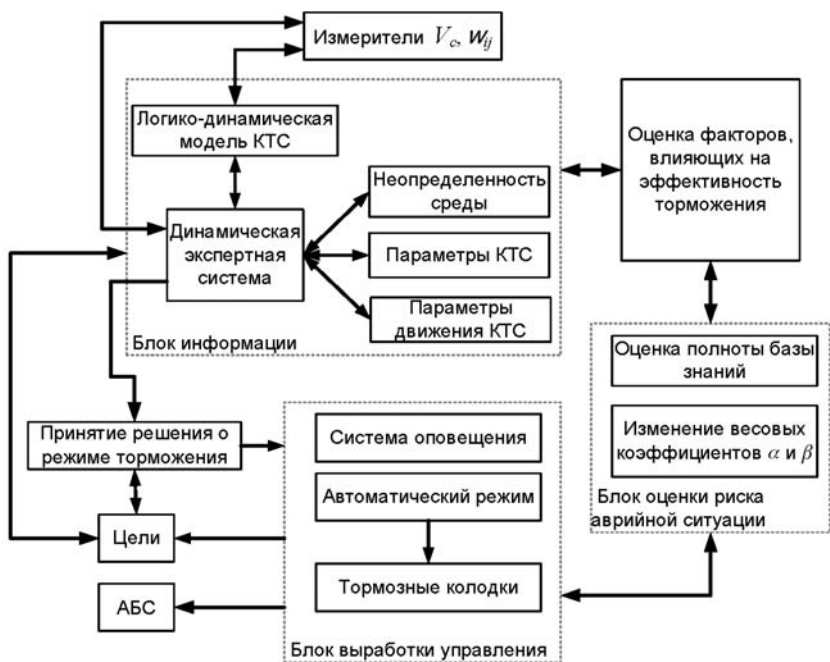 Измерители V_c, w_ij
Логико-динамическая
модель КТС
Оценка факторов,
влияющих на
эффективность
торможения
Неопределенность
среды
Динамическая
экспертная
система
Параметры КТС
Параметры
движения КТС
Блок информации
Оценка полноты базы
знаний
Изменение весовых
коэффициентов α и β
Блок оценки риска
аврийной ситуации
Принятие решения о
режиме торможения
Система оповещения
Автоматический режим
Цели
Тормозные колодки
АБС
Блок выработки управления